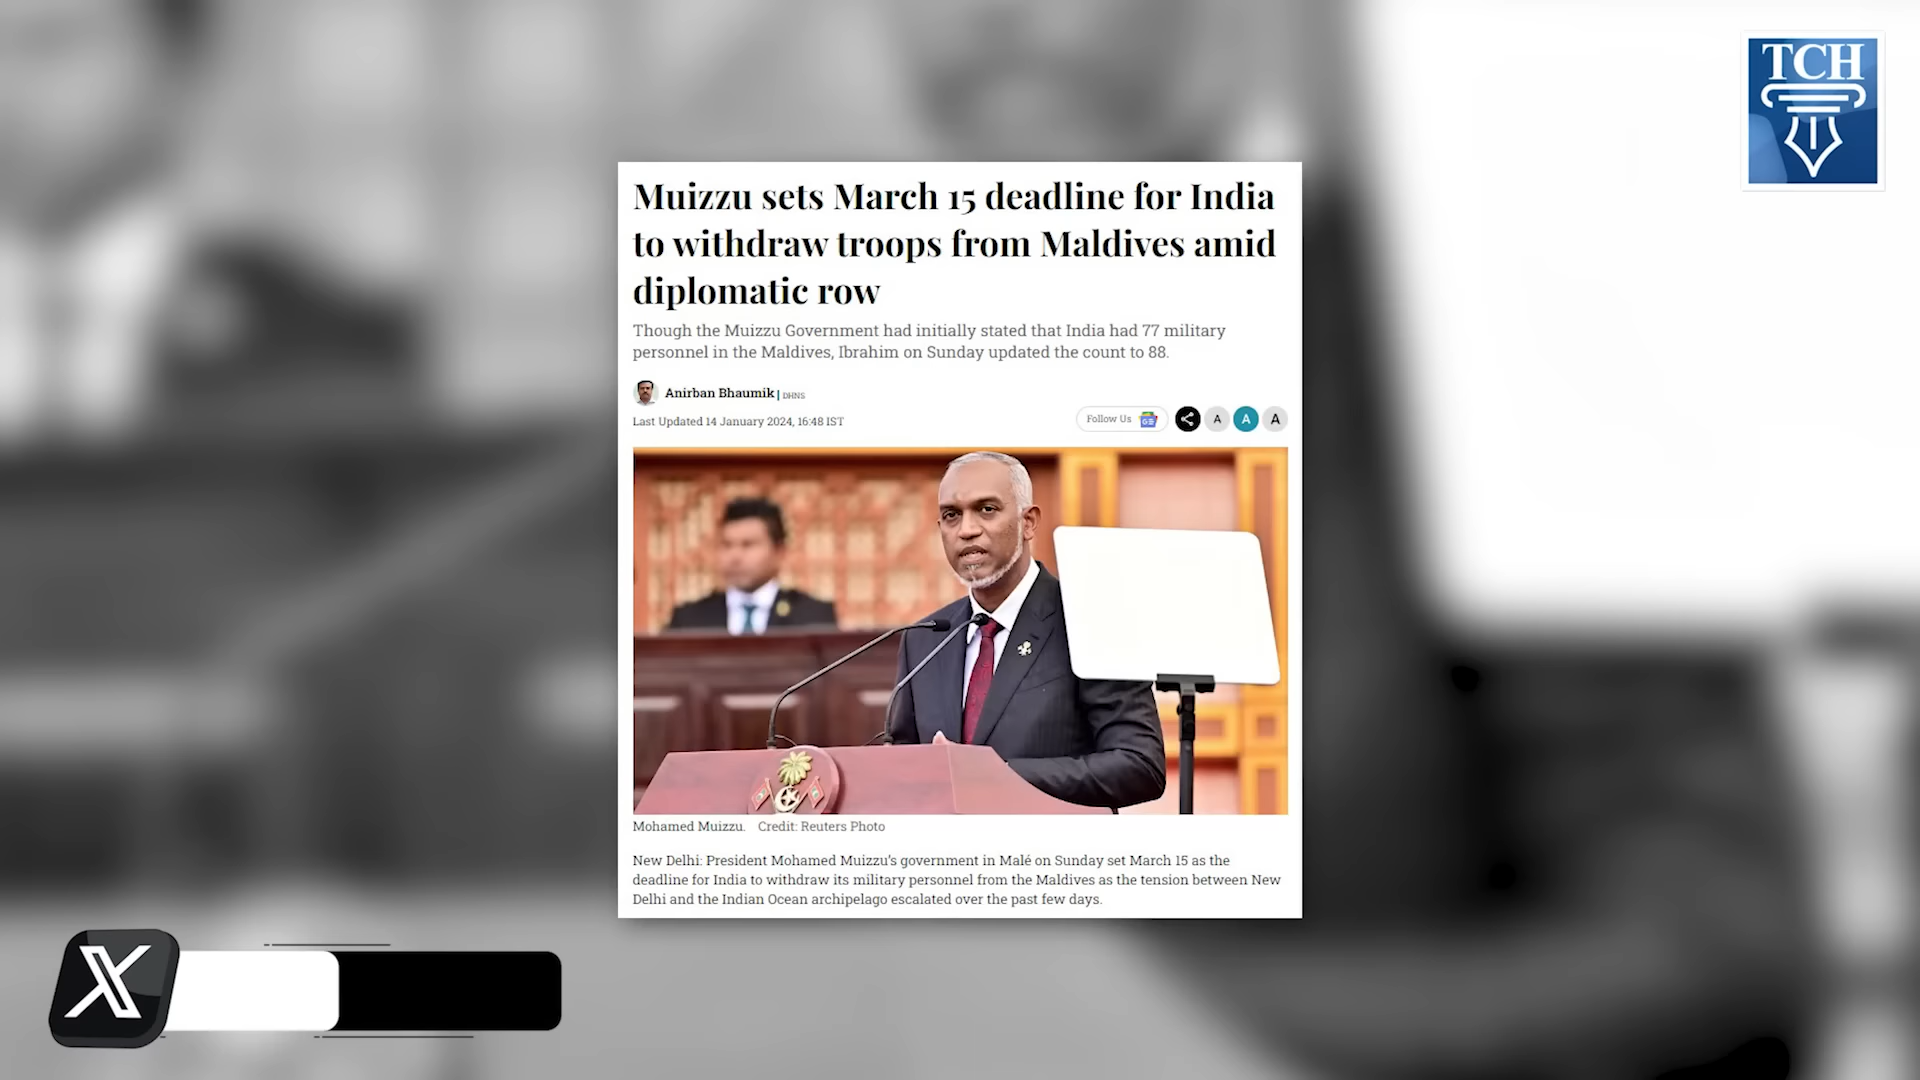 TCH
Muizzu sets March 15 deadline for India
to withdraw troops from Maldives amid
diplomatic row
Though the Muizzu Government had initially stated that India had 77 military
personnel in the Maldives, Ibrahim on Sunday updated the count to 88.
Anirban Bhaumik | DHNS
Last Updated 14 January 2024, 16:48 IST
Follow Us GE A A A
Mohamed Muizzu. Credit: Reuters Photo
New Delhi: President Mohamed Muizzu's government in Malé on Sunday set March 15 as the
deadline for India to withdraw its military personnel from the Maldives as the tension between New
Delhi and the Indian Ocean archipelago escalated over the past few days.
X